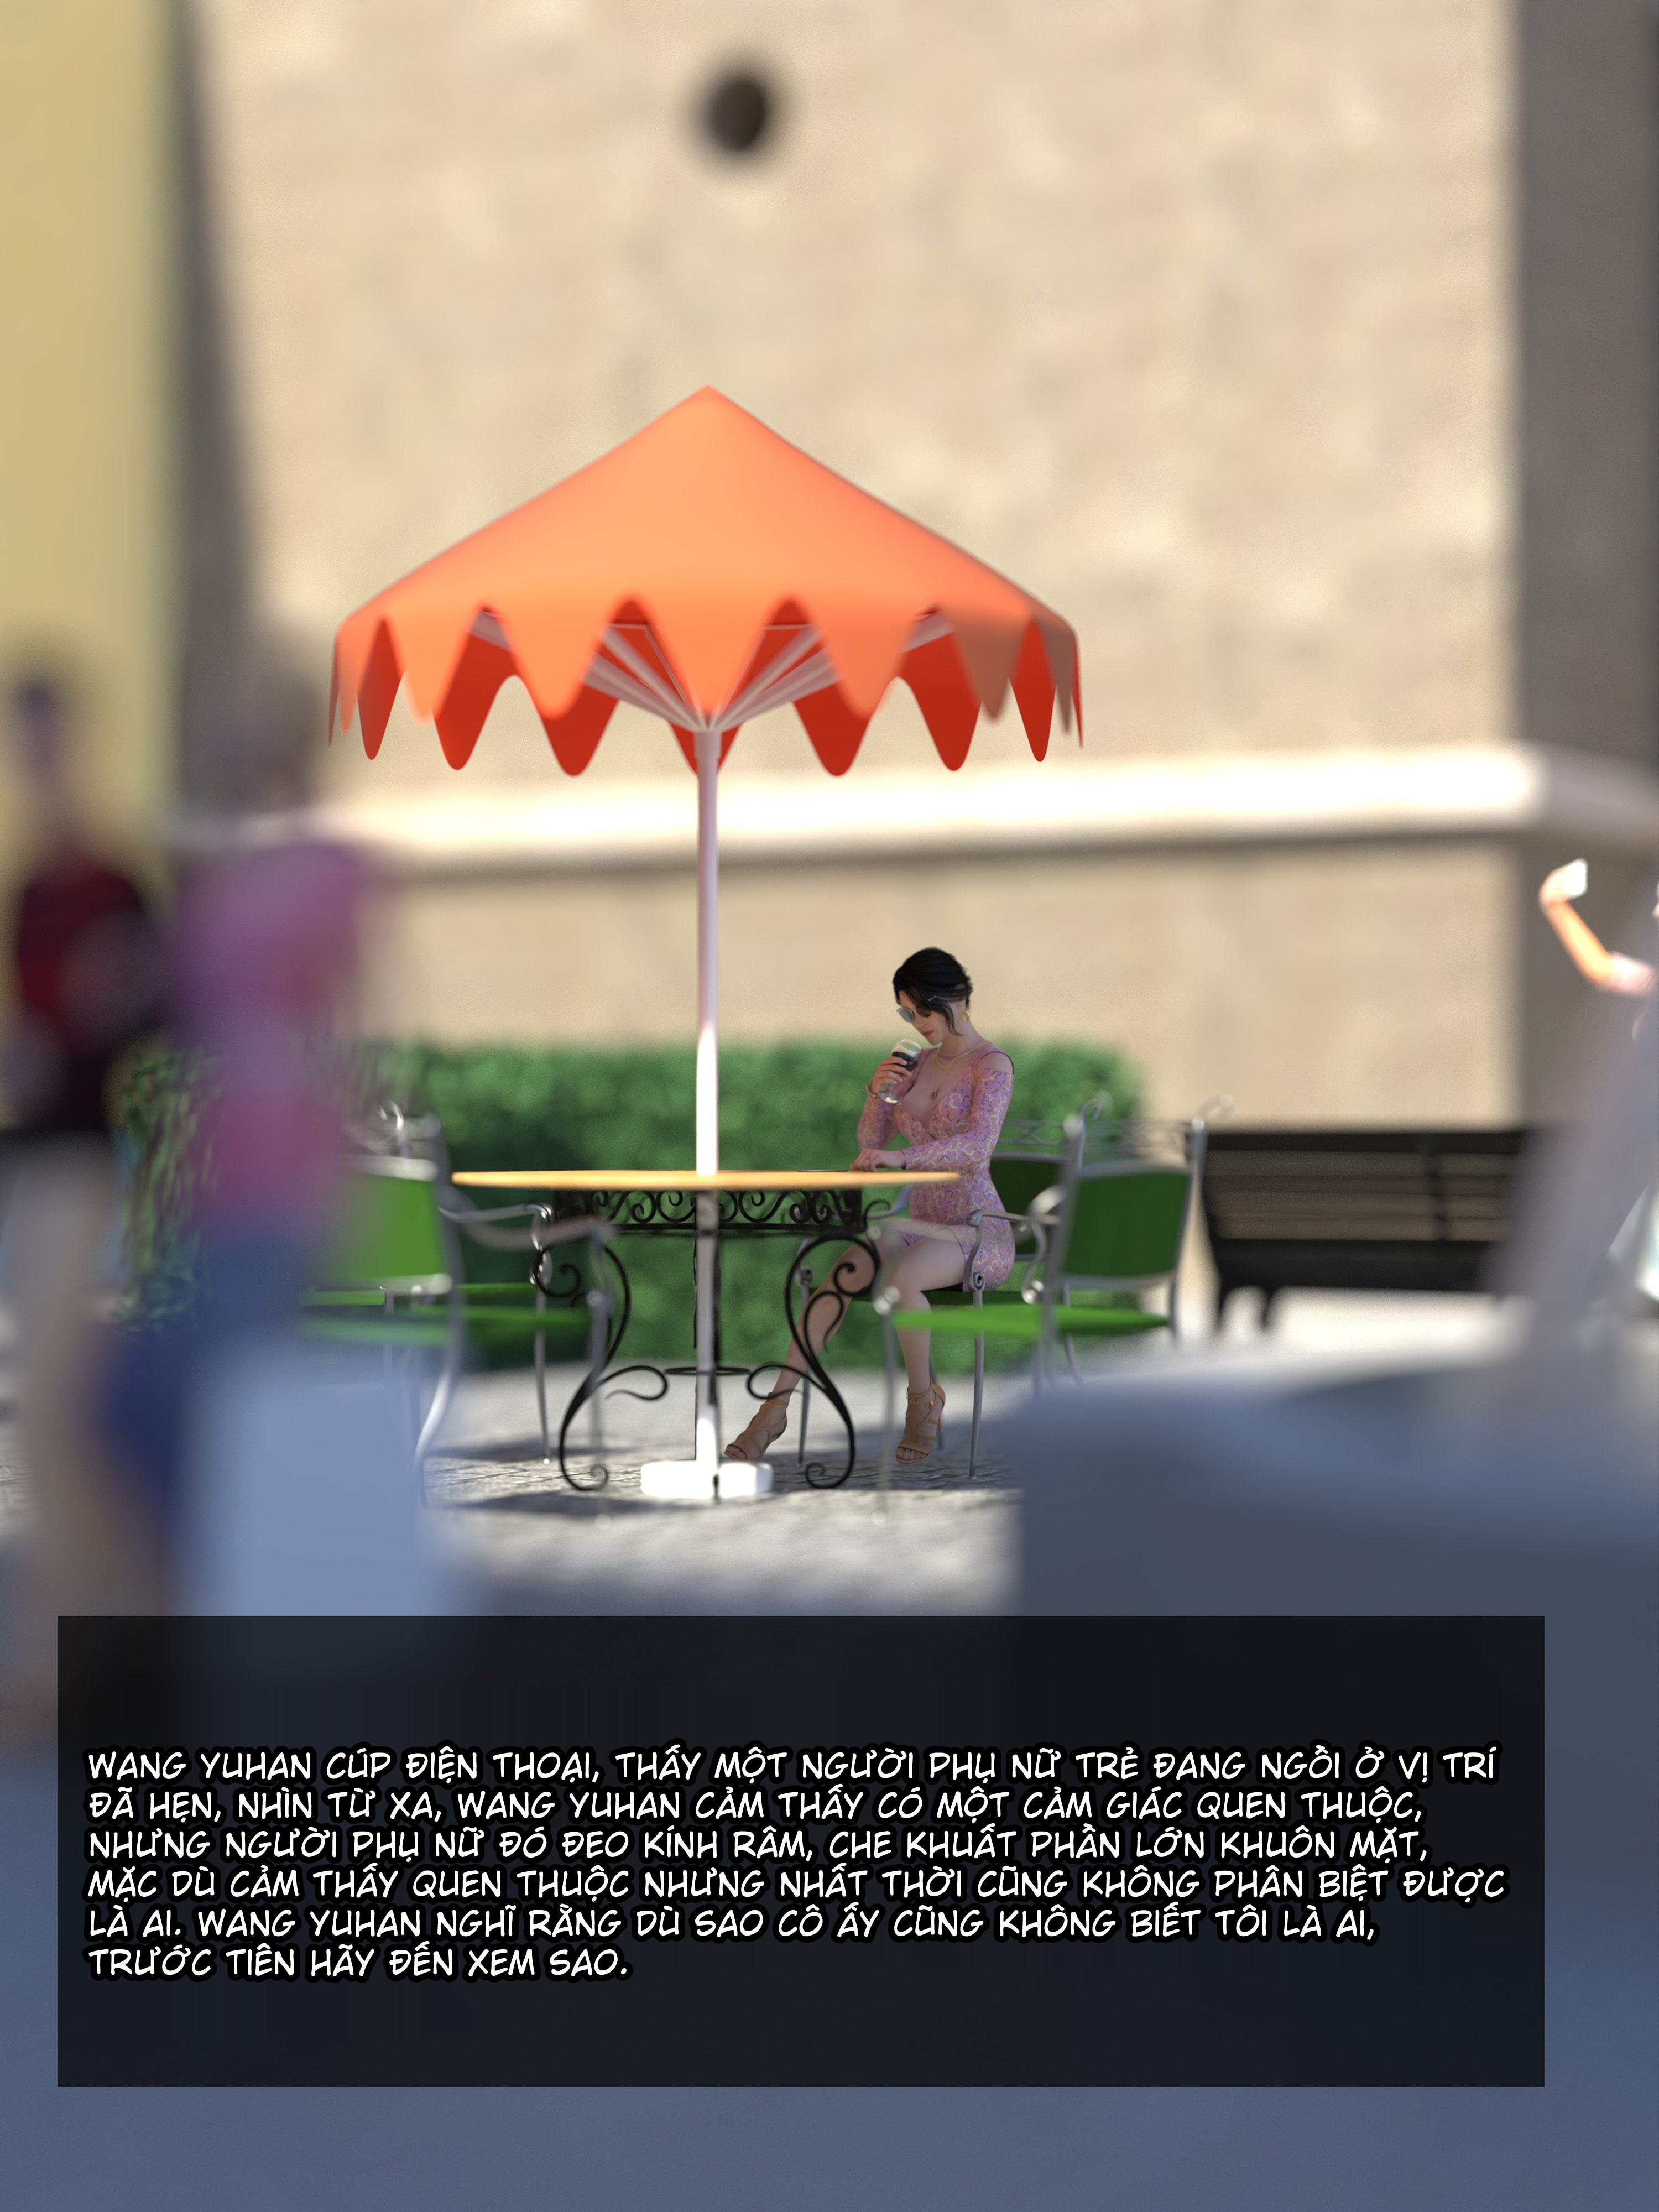 WANG YUHAN CÚP ĐIỆN THOẠI, THẤY MỘT NGƯỜI PHỤ NỮ TRẺ ĐANG NGỒI Ở VỊ TRÍ
ĐÃ HẸN, NHÌN TỪ XA, WANG YUHAN CẢM THẤY CÓ MỘT CẢM GIÁC QUEN THUỘC,
NHƯNG NGƯỜI PHỤ NỮ ĐÓ ĐEO KÍNH RÂM, CHE KHUẤT PHẦN LỚN KHUÔN MẶT,
MẶC DÙ CẢM THẤY QUEN THUỘC NHƯNG NHẤT THỜI CŨNG KHÔNG PHÂN BIỆT ĐƯỢC
LÀ AI. WANG YUHAN NGHĨ RẰNG DÙ SAO CÔ ẤY CŨNG KHÔNG BIẾT TÔI LÀ AI,
TRƯỚC TIÊN HÃY ĐẾN XEM SAO.